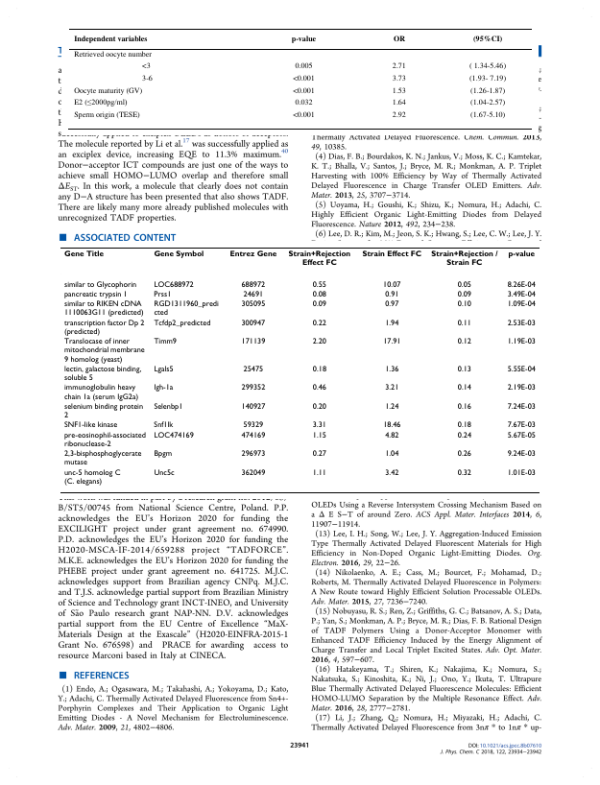 Independent variables p-value OR (95%CI)
Retrieved oocyte number
<3 0.005 2.71 ( 1.34-5.46)
3-6 <0.001 3.73 (1.93- 7.19)
Oocyte maturity (GV) <0.001 1.53 (1.26-1.87)
E2 (≤2000pg/ml) 0.032 1.64 (1.04-2.57)
Sperm origin (TESE) <0.001 2.92 (1.67-5.10)
The molecule reported by Li et al.17 was successfully applied as
an exciplex device, increasing EQE to 11.3% maximum.40
Donor−acceptor ICT compounds are just one of the ways to
achieve small HOMO−LUMO overlap and therefore small
ΔEST. In this work, a molecule that clearly does not contain
any D−A structure has been presented that also shows TADF.
There are likely many more already published molecules with
unrecognized TADF properties.
■ ASSOCIATED CONTENT
Thermally Activated Delayed Fluorescence. Chem. Commun. 2013,
49, 10385.
(4) Dias, F. B.; Bourdakos, K. N.; Jankus, V.; Moss, K. C.; Kamtekar,
K. T.; Bhalla, V.; Santos, J.; Bryce, M. R.; Monkman, A. P. Triplet
Harvesting with 100% Efficiency by Way of Thermally Activated
Delayed Fluorescence in Charge Transfer OLED Emitters. Adv.
Mater. 2013, 25, 3707−3714.
(5) Uoyama, H.; Goushi, K.; Shizu, K.; Nomura, H.; Adachi, C.
Highly Efficient Organic Light-Emitting Diodes from Delayed
Fluorescence. Nature 2012, 492, 234−238.
(6) Lee, D. R.; Kim, M.; Jeon, S. K.; Hwang, S.; Lee, C. W.; Lee, J. Y.
Gene Title Gene Symbol Entrez Gene Strain+Rejection Strain Effect FC Strain+Rejection / p-value
Effect FC Strain FC
similar to Glycophorin LOC688972 688972 0.55 10.07 0.05 8.26E-04
pancreatic trypsin 1 Prss1 24691 0.08 0.91 0.09 3.49E-04
similar to RIKEN cDNA RGD1311960_predi 305095 0.09 0.97 0.10 1.09E-04
1110063G11 (predicted) cted
transcription factor Dp 2 Tcfdp2_predicted 300947 0.22 1.94 0.11 2.53E-03
(predicted)
Translocase of inner Timm9 171139 2.20 17.91 0.12 1.19E-03
mitochondrial membrane
9 homolog (yeast)
lectin, galactose binding, Lgals5 25475 0.18 1.36 0.13 5.55E-04
soluble 5
immunoglobulin heavy Igh-1a 299352 0.46 3.21 0.14 2.19E-03
chain 1a (serum IgG2a)
selenium binding protein Selenbp1 140927 0.20 1.24 0.16 7.24E-03
2
SNF1-like kinase Snf1lk 59329 3.31 18.46 0.18 7.67E-03
pre-eosinophil-associated LOC474169 474169 1.15 4.82 0.24 5.67E-05
ribonuclease-2
2,3-bisphosphoglycerate Bpgm 296973 0.27 1.04 0.26 9.24E-03
mutase
unc-5 homolog C Unc5c 362049 1.11 3.42 0.32 1.01E-03
(C. elegans)
B/ST5/00745 from National Science Centre, Poland. P.P.
acknowledges the EU's Horizon 2020 for funding the
EXCILIGHT project under grant agreement no. 674990.
P.D. acknowledges the EU's Horizon 2020 for funding the
H2020-MSCA-IF-2014/659288 project “TADFORCE”.
M.K.E. acknowledges the EU's Horizon 2020 for funding the
PHEBE project under grant agreement no. 641725. M.J.C.
acknowledges support from Brazilian agency CNPq. M.J.C.
and T.J.S. acknowledge partial support from Brazilian Ministry
of Science and Technology grant INCT-INEO, and University
of São Paulo research grant NAP-NN. D.V. acknowledges
partial support from the EU Centre of Excellence “MaX-
Materials Design at the Exascale” (H2020-EINFRA-2015-1
Grant No. 676598) and PRACE for awarding access to
resource Marconi based in Italy at CINECA.
■ REFERENCES
(1) Endo, A.; Ogasawara, M.; Takahashi, A.; Yokoyama, D.; Kato,
Y.; Adachi, C. Thermally Activated Delayed Fluorescence from Sn4+-
Porphyrin Complexes and Their Application to Organic Light
Emitting Diodes - A Novel Mechanism for Electroluminescence.
Adv. Mater. 2009, 21, 4802−4806.
OLEDs Using a Reverse Intersystem Crossing Mechanism Based on
a Δ E S−T of around Zero. ACS Appl. Mater. Interfaces 2014, 6,
11907−11914.
(13) Lee, I. H.; Song, W.; Lee, J. Y. Aggregation-Induced Emission
Type Thermally Activated Delayed Fluorescent Materials for High
Efficiency in Non-Doped Organic Light-Emitting Diodes. Org.
Electron. 2016, 29, 22−26.
(14) Nikolaenko, A. E.; Cass, M.; Bourcet, F.; Mohamad, D.;
Roberts, M. Thermally Activated Delayed Fluorescence in Polymers:
A New Route toward Highly Efficient Solution Processable OLEDs.
Adv. Mater. 2015, 27, 7236−7240.
(15) Nobuyasu, R. S.; Ren, Z.; Griffiths, G. C.; Batsanov, A. S.; Data,
P.; Yan, S.; Monkman, A. P.; Bryce, M. R.; Dias, F. B. Rational Design
of TADF Polymers Using a Donor-Acceptor Monomer with
Enhanced TADF Efficiency Induced by the Energy Alignment of
Charge Transfer and Local Triplet Excited States. Adv. Opt. Mater.
2016, 4, 597−607.
(16) Hatakeyama, T.; Shiren, K.; Nakajima, K.; Nomura, S.;
Nakatsuka, S.; Kinoshita, K.; Ni, J.; Ono, Y.; Ikuta, T. Ultrapure
Blue Thermally Activated Delayed Fluorescence Molecules: Efficient
HOMO-LUMO Separation by the Multiple Resonance Effect. Adv.
Mater. 2016, 28, 2777−2781.
(17) Li, J.; Zhang, Q.; Nomura, H.; Miyazaki, H.; Adachi, C.
Thermally Activated Delayed Fluorescence from 3nπ * to 1nπ * up-
23941
DOI: 10.1021/acs.jpcc.8b07610
J. Phys. Chem. C 2018, 122, 23934−23942